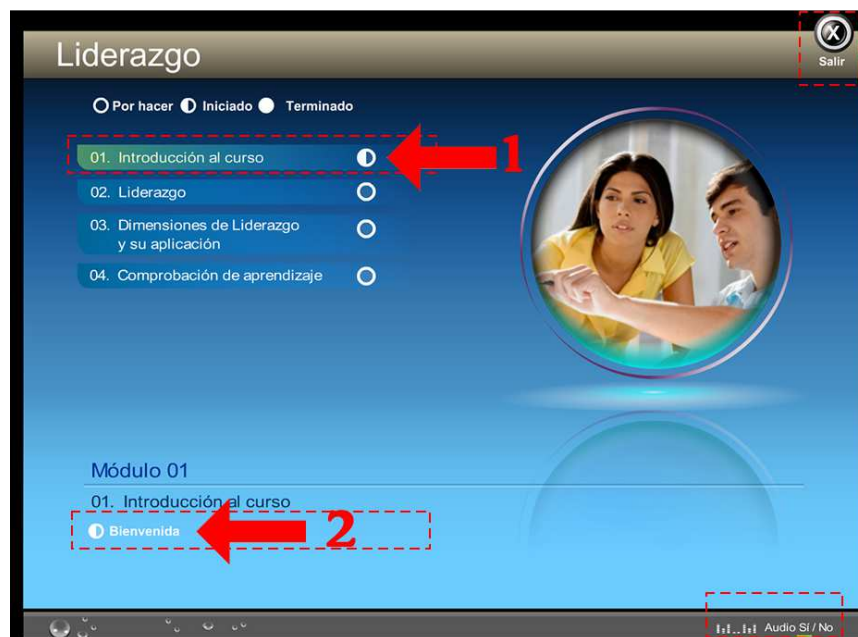 Liderazgo
X
Salir
Por hacer Iniciado Terminado
01. Introducción al curso
1
02. Liderazgo
03. Dimensiones de Liderazgo
y su aplicación
04. Comprobación de aprendizaje
Módulo 01
01. Introducción al curso
Bienvenida
2
Audio Sí / No